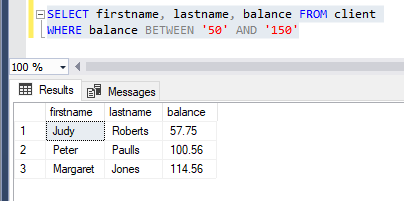 SELECT firstname, lastname, balance FROM client
WHERE balance BETWEEN '50' AND '150'
100 %
Results Messages
firstname lastname balance
1 Judy Roberts 57.75
2 Peter Paulls 100.56
3 Margaret Jones 114.56